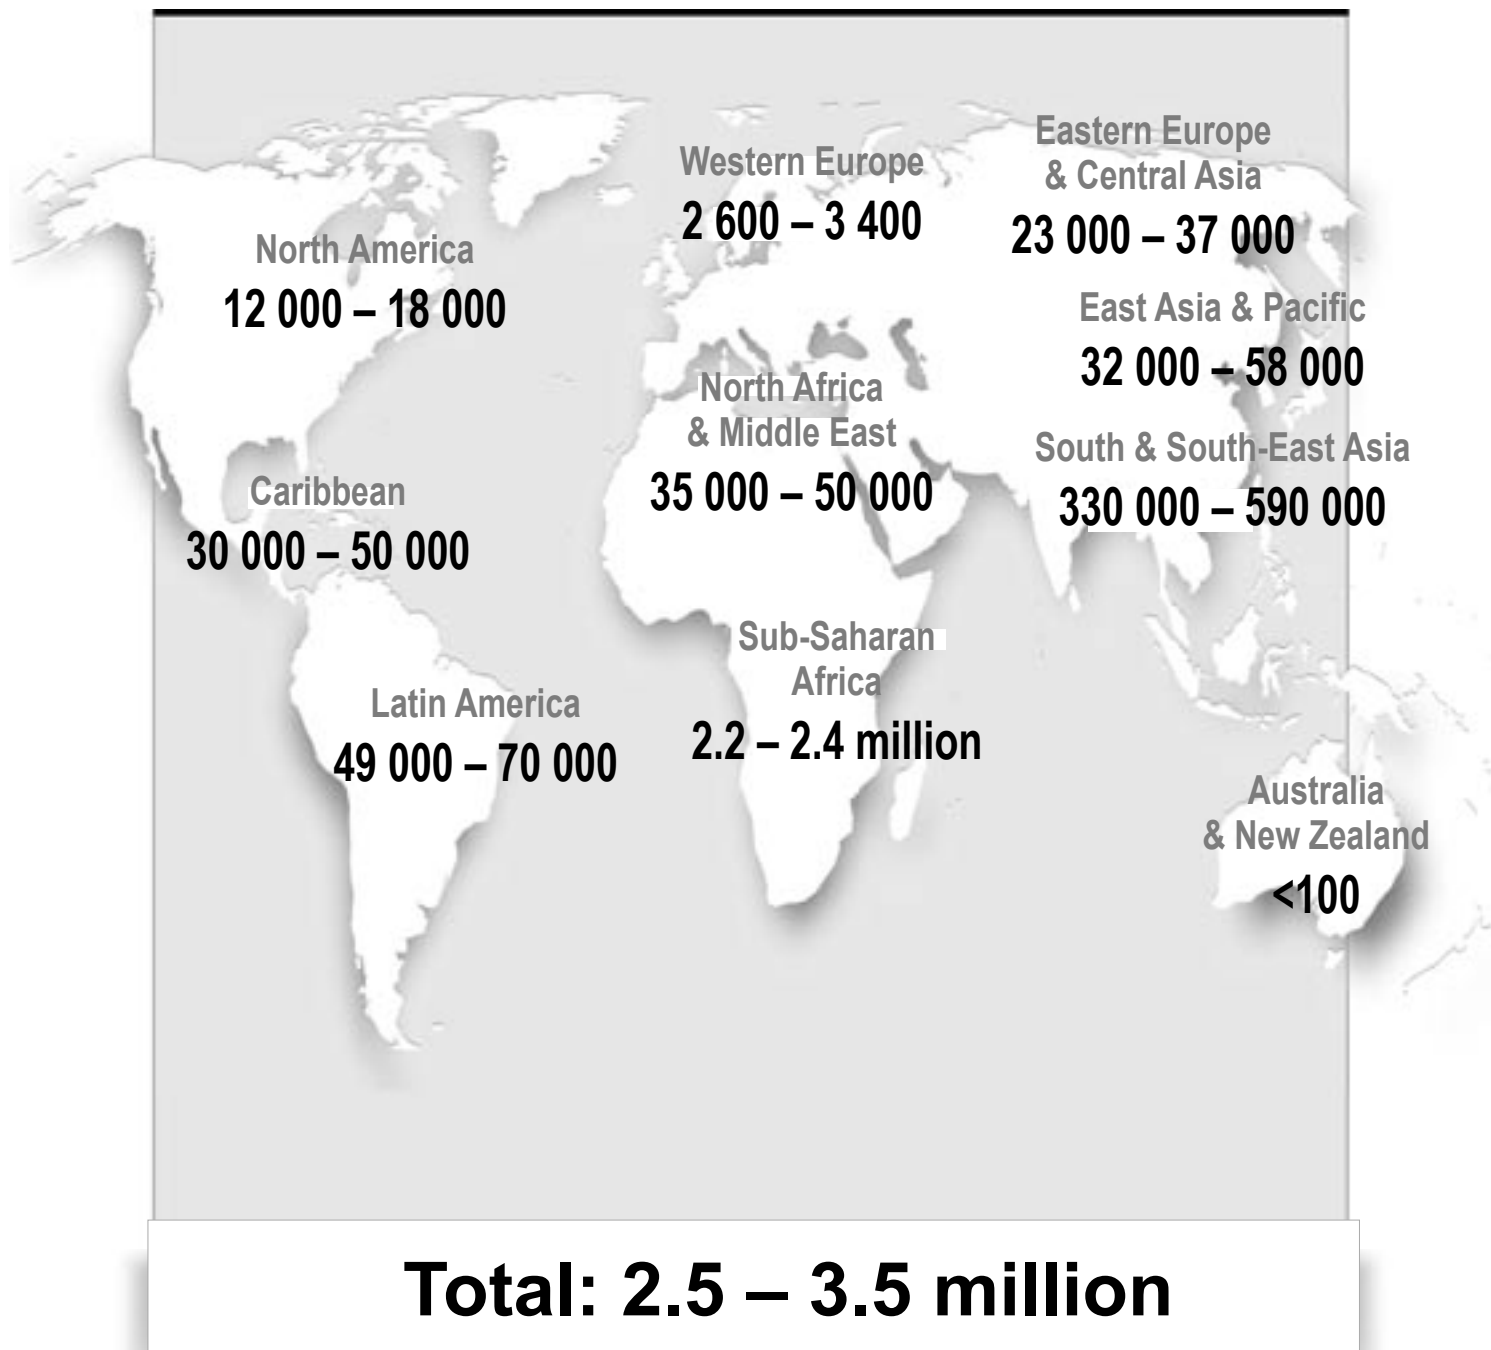 Western Europe
2 600 – 3 400
Eastern Europe
& Central Asia
23 000 – 37 000
North America
12 000 – 18 000
East Asia & Pacific
32 000 – 58 000
North Africa
& Middle East
35 000 – 50 000
South & South-East Asia
330 000 – 590 000
Caribbean
30 000 – 50 000
Sub-Saharan
Africa
2.2 – 2.4 million
Latin America
49 000 – 70 000
Australia
& New Zealand
<100
Total: 2.5 – 3.5 million